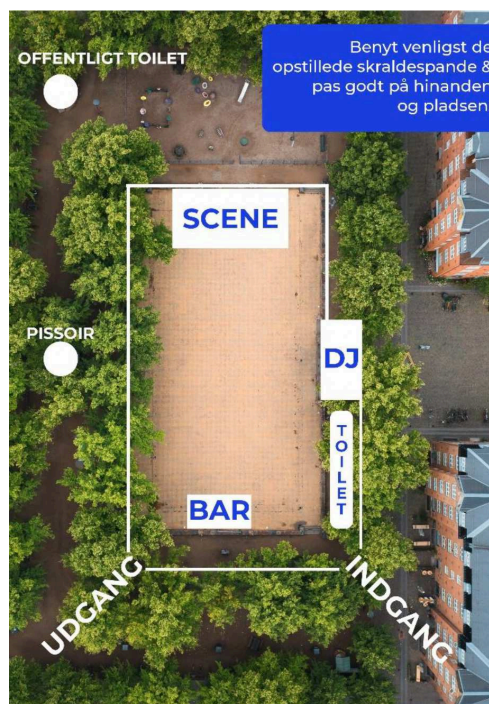 OFFENTLIGT TOILET
Benyt venligst de
opstillede skraldespande &
pas godt på hinanden
og pladsen
SCENE
PISSOIR
DJ
TOILET
BAR
UDGANG
INDGANG